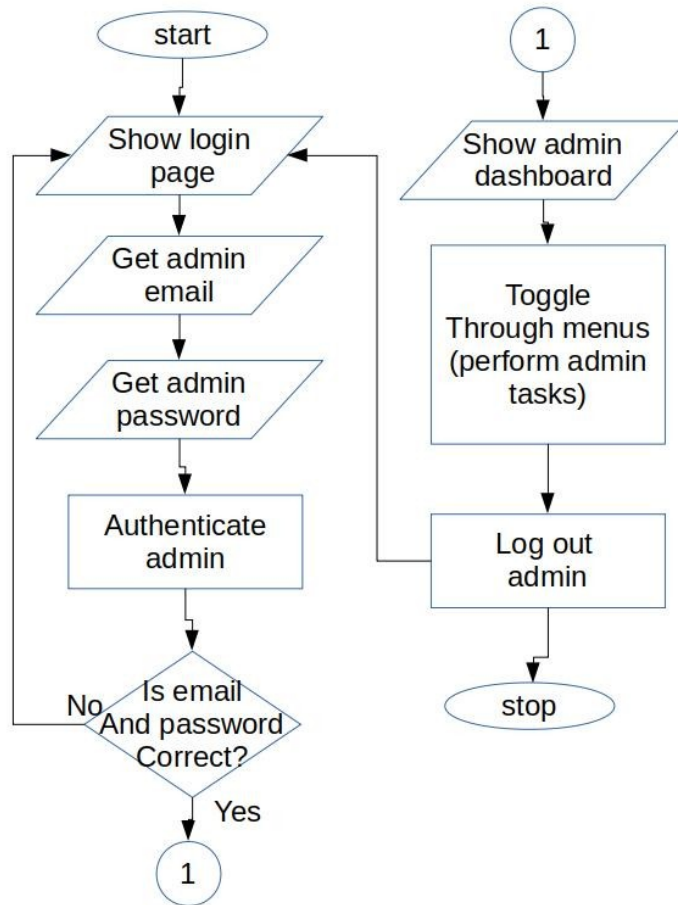 start
Show login
page
Get admin
email
Get admin
password
Authenticate
admin
Is email
And password
Correct?
No
Yes
1
1
Show admin
dashboard
Toggle
Through menus
(perform admin
tasks)
Log out
admin
stop